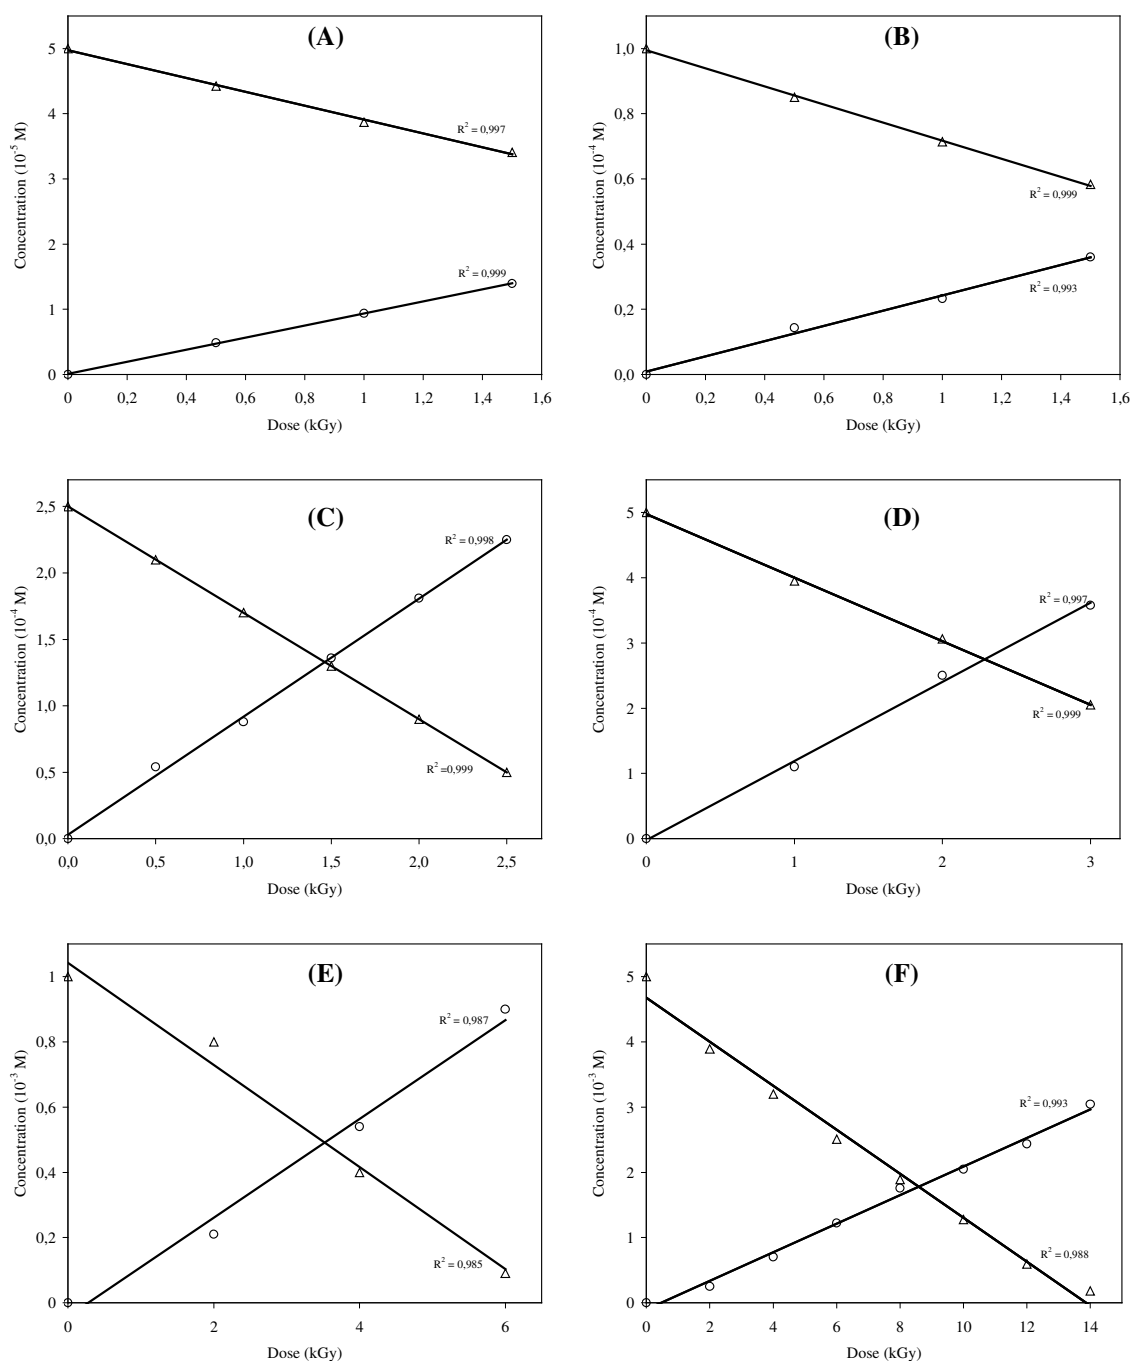 (A)
5
4
3
2
1
0
Concentration (10⁻⁵ M)
R² = 0,997
R² = 0,999
0 0,2 0,4 0,6 0,8 1 1,2 1,4 1,6
Dose (kGy)
(B)
1,0
0,8
0,6
0,4
0,2
0,0
Concentration (10⁻⁴ M)
R² = 0,999
R² = 0,993
0 0,2 0,4 0,6 0,8 1 1,2 1,4 1,6
Dose (kGy)
(C)
2,5
2,0
1,5
1,0
0,5
0,0
Concentration (10⁻⁴ M)
R² = 0,998
R² =0,999
0,0 0,5 1,0 1,5 2,0 2,5
Dose (kGy)
(D)
5
4
3
2
1
0
Concentration (10⁻⁴ M)
R² = 0,997
R² = 0,999
0 1 2 3
Dose (kGy)
(E)
1
0,8
0,6
0,4
0,2
0
Concentration (10⁻³ M)
R² = 0,987
R² = 0,985
0 2 4 6
Dose (kGy)
(F)
5
4
3
2
1
0
Concentration (10⁻³ M)
R² = 0,993
R² = 0,988
0 2 4 6 8 10 12 14
Dose (kGy)